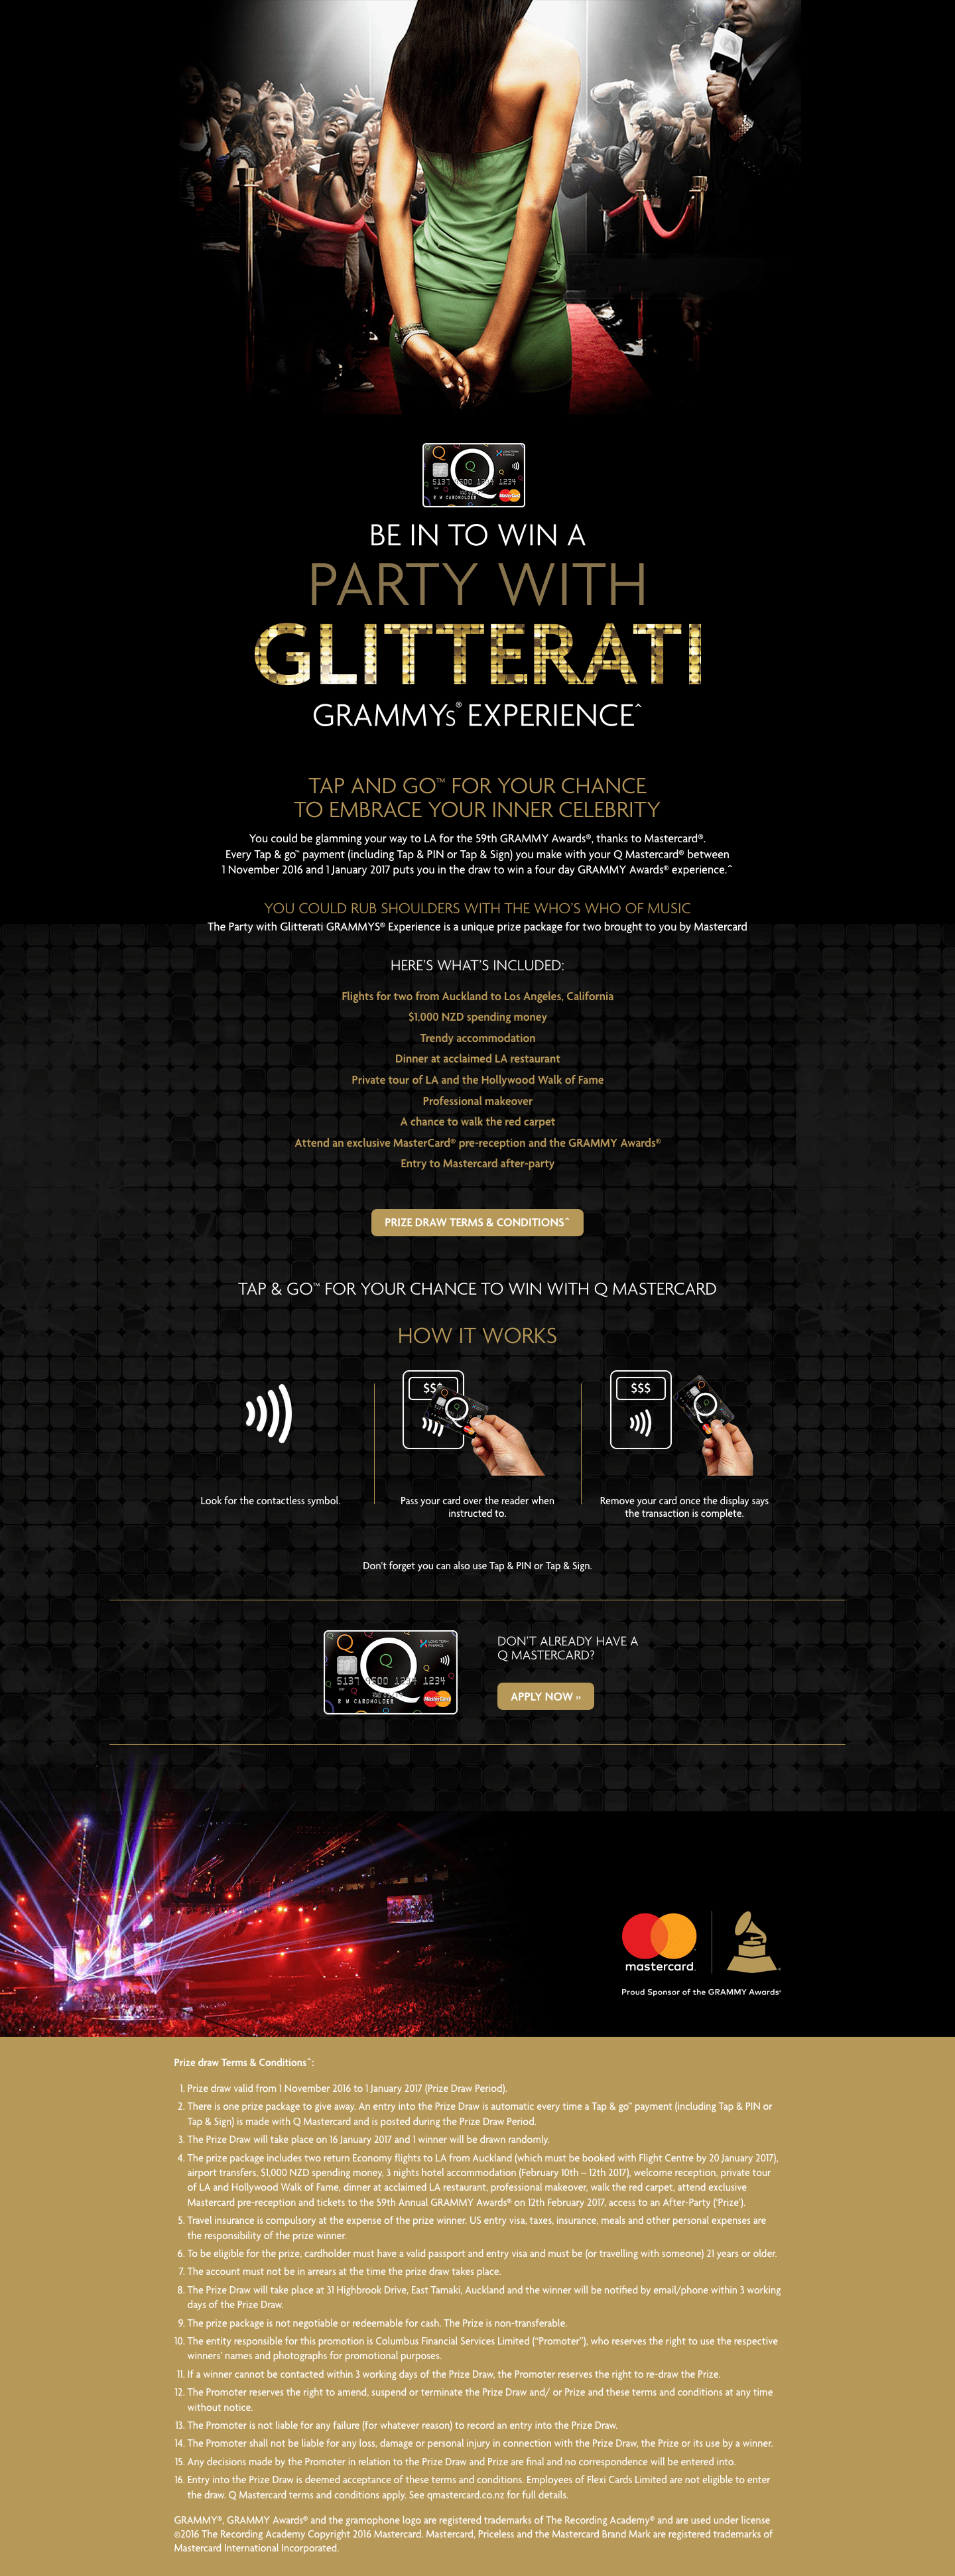 Q
LONG TERM
FINANCE
5137 1234
R W CARDHOLDER
MasterCard
BE IN TO WIN A
PARTY WITH
GLITTERATI
GRAMMYs® EXPERIENCE^
TAP AND GO™ FOR YOUR CHANCE
TO EMBRACE YOUR INNER CELEBRITY
You could be glamming your way to LA for the 59th GRAMMY Awards®, thanks to Mastercard®.
Every Tap & go™ payment (including Tap & PIN or Tap & Sign) you make with your Q Mastercard® between
1 November 2016 and 1 January 2017 puts you in the draw to win a four day GRAMMY Awards® experience.^
YOU COULD RUB SHOULDERS WITH THE WHO'S WHO OF MUSIC
The Party with Glitterati GRAMMYS® Experience is a unique prize package for two brought to you by Mastercard
HERE'S WHAT'S INCLUDED:
Flights for two from Auckland to Los Angeles, California
$1,000 NZD spending money
Trendy accommodation
Dinner at acclaimed LA restaurant
Private tour of LA and the Hollywood Walk of Fame
Professional makeover
A chance to walk the red carpet
Attend an exclusive MasterCard® pre-reception and the GRAMMY Awards®
Entry to Mastercard after-party
PRIZE DRAW TERMS & CONDITIONS^
TAP & GO™ FOR YOUR CHANCE TO WIN WITH Q MASTERCARD
HOW IT WORKS
$$$
$$$
Look for the contactless symbol.
Pass your card over the reader when
instructed to.
Remove your card once the display says
the transaction is complete.
Don't forget you can also use Tap & PIN or Tap & Sign.
Q
LONG TERM
FINANCE
5137 1234
R W CARDHOLDER
MasterCard
DON'T ALREADY HAVE A
Q MASTERCARD?
APPLY NOW »
mastercard.
Proud Sponsor of the GRAMMY Awards®
Prize draw Terms & Conditions^:
1. Prize draw valid from 1 November 2016 to 1 January 2017 (Prize Draw Period).
2. There is one prize package to give away. An entry into the Prize Draw is automatic every time a Tap & go™ payment (including Tap & PIN or
Tap & Sign) is made with Q Mastercard and is posted during the Prize Draw Period.
3. The Prize Draw will take place on 16 January 2017 and 1 winner will be drawn randomly.
4. The prize package includes two return Economy flights to LA from Auckland (which must be booked with Flight Centre by 20 January 2017),
airport transfers, $1,000 NZD spending money, 3 nights hotel accommodation (February 10th – 12th 2017), welcome reception, private tour
of LA and Hollywood Walk of Fame, dinner at acclaimed LA restaurant, professional makeover, walk the red carpet, attend exclusive
Mastercard pre-reception and tickets to the 59th Annual GRAMMY Awards® on 12th February 2017, access to an After-Party ('Prize').
5. Travel insurance is compulsory at the expense of the prize winner. US entry visa, taxes, insurance, meals and other personal expenses are
the responsibility of the prize winner.
6. To be eligible for the prize, cardholder must have a valid passport and entry visa and must be (or travelling with someone) 21 years or older.
7. The account must not be in arrears at the time the prize draw takes place.
8. The Prize Draw will take place at 31 Highbrook Drive, East Tamaki, Auckland and the winner will be notified by email/phone within 3 working
days of the Prize Draw.
9. The prize package is not negotiable or redeemable for cash. The Prize is non-transferable.
10. The entity responsible for this promotion is Columbus Financial Services Limited ("Promoter"), who reserves the right to use the respective
winners' names and photographs for promotional purposes.
11. If a winner cannot be contacted within 3 working days of the Prize Draw, the Promoter reserves the right to re-draw the Prize.
12. The Promoter reserves the right to amend, suspend or terminate the Prize Draw and/ or Prize and these terms and conditions at any time
without notice.
13. The Promoter is not liable for any failure (for whatever reason) to record an entry into the Prize Draw.
14. The Promoter shall not be liable for any loss, damage or personal injury in connection with the Prize Draw, the Prize or its use by a winner.
15. Any decisions made by the Promoter in relation to the Prize Draw and Prize are final and no correspondence will be entered into.
16. Entry into the Prize Draw is deemed acceptance of these terms and conditions. Employees of Flexi Cards Limited are not eligible to enter
the draw. Q Mastercard terms and conditions apply. See qmastercard.co.nz for full details.
GRAMMY®, GRAMMY Awards® and the gramophone logo are registered trademarks of The Recording Academy® and are used under license
©2016 The Recording Academy Copyright 2016 Mastercard. Mastercard, Priceless and the Mastercard Brand Mark are registered trademarks of
Mastercard International Incorporated.